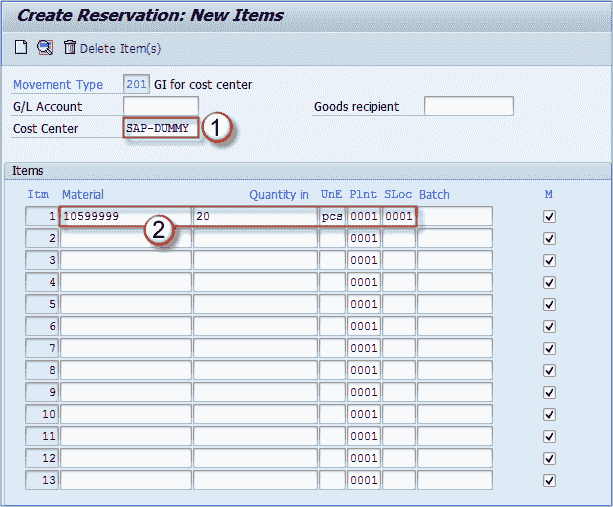 Create Reservation: New Items
Delete Item(s)
Movement Type 201 GI for cost center
G/L Account Goods recipient
Cost Center SAP-DUMMY 1
Items
Itm Material Quantity in UnE Plnt SLoc Batch M
1 10599999 20 pcs 0001 0001
2 2 0001
3 0001
4 0001
5 0001
6 0001
7 0001
8 0001
9 0001
10 0001
11 0001
12 0001
13 0001